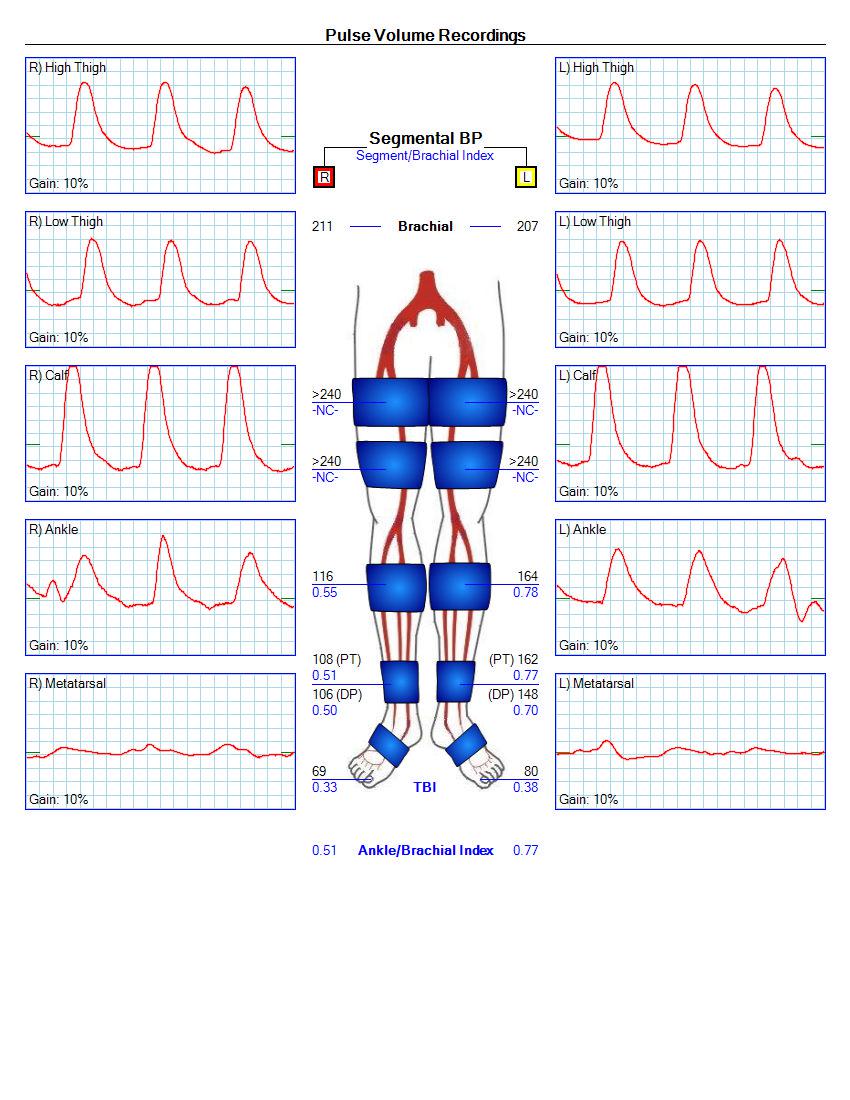 Pulse Volume Recordings
R) High Thigh
Gain: 10%
R) Low Thigh
Gain: 10%
R) Calf
Gain: 10%
R) Ankle
Gain: 10%
R) Metatarsal
Gain: 10%
Segmental BP
Segment/Brachial Index
R L
211 Brachial 207
>240 >240
-NC- -NC-
>240 >240
-NC- -NC-
116 164
0.55 0.78
108 (PT) (PT) 162
0.51 0.77
106 (DP) (DP) 148
0.50 0.70
69 80
0.33 TBI 0.38
0.51 Ankle/Brachial Index 0.77
L) High Thigh
Gain: 10%
L) Low Thigh
Gain: 10%
L) Calf
Gain: 10%
L) Ankle
Gain: 10%
L) Metatarsal
Gain: 10%